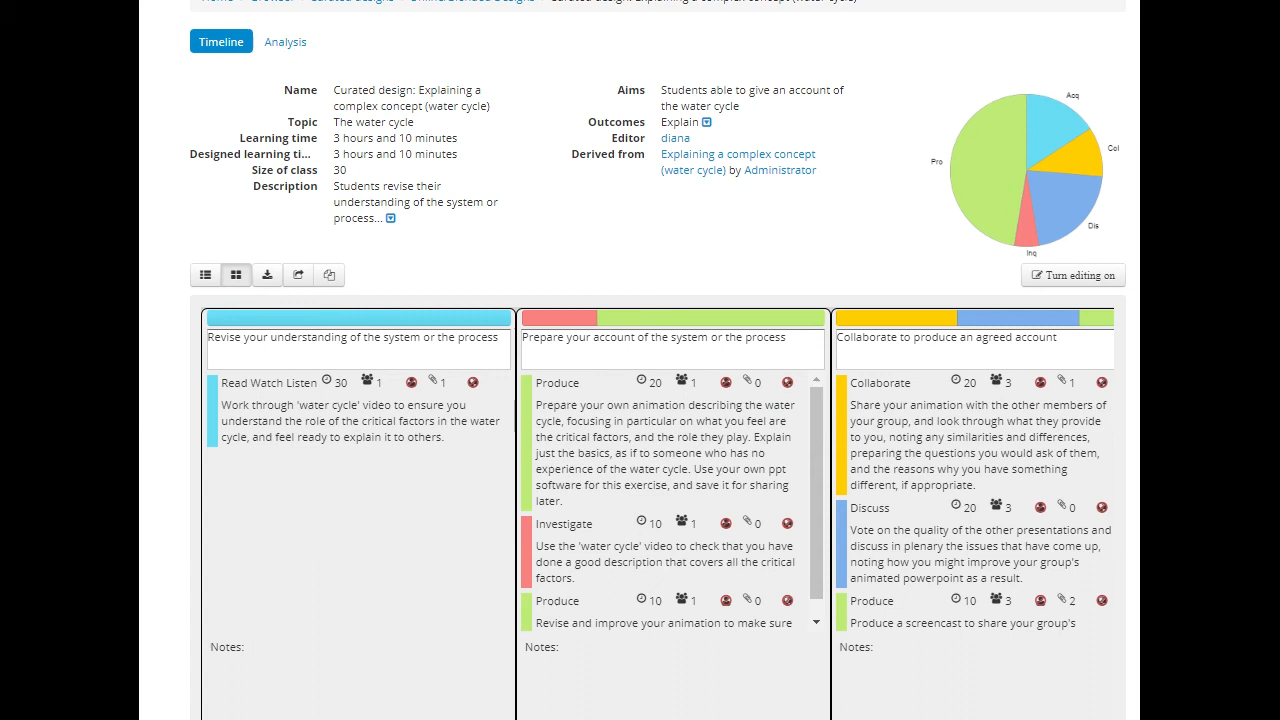 Home › Browser › Curated designs › Online/Blended Designs › Curated design: Explaining a complex concept (water cycle)
Timeline
Analysis
Name Curated design: Explaining a
complex concept (water cycle)
Topic The water cycle
Learning time 3 hours and 10 minutes
Designed learning ti... 3 hours and 10 minutes
Size of class 30
Description Students revise their
understanding of the system or
process...
Aims Students able to give an account of
the water cycle
Outcomes Explain
Editor diana
Derived from Explaining a complex concept
(water cycle) by Administrator
Acq
Col
Dis
Inq
Pro
Turn editing on
Revise your understanding of the system or the process
Read Watch Listen 30 1 1
Work through 'water cycle' video to ensure you
understand the role of the critical factors in the water
cycle, and feel ready to explain it to others.
Notes:
Prepare your account of the system or the process
Produce 20 1 0
Prepare your own animation describing the water
cycle, focusing in particular on what you feel are
the critical factors, and the role they play. Explain
just the basics, as if to someone who has no
experience of the water cycle. Use your own ppt
software for this exercise, and save it for sharing
later.
Investigate 10 1 0
Use the 'water cycle' video to check that you have
done a good description that covers all the critical
factors.
Produce 10 1 0
Revise and improve your animation to make sure
Notes:
Collaborate to produce an agreed account
Collaborate 20 3 1
Share your animation with the other members of
your group, and look through what they provide
to you, noting any similarities and differences,
preparing the questions you would ask of them,
and the reasons why you have something
different, if appropriate.
Discuss 20 3 0
Vote on the quality of the other presentations and
discuss in plenary the issues that have come up,
noting how you might improve your group's
animated powerpoint as a result.
Produce 10 3 2
Produce a screencast to share your group's
Notes: